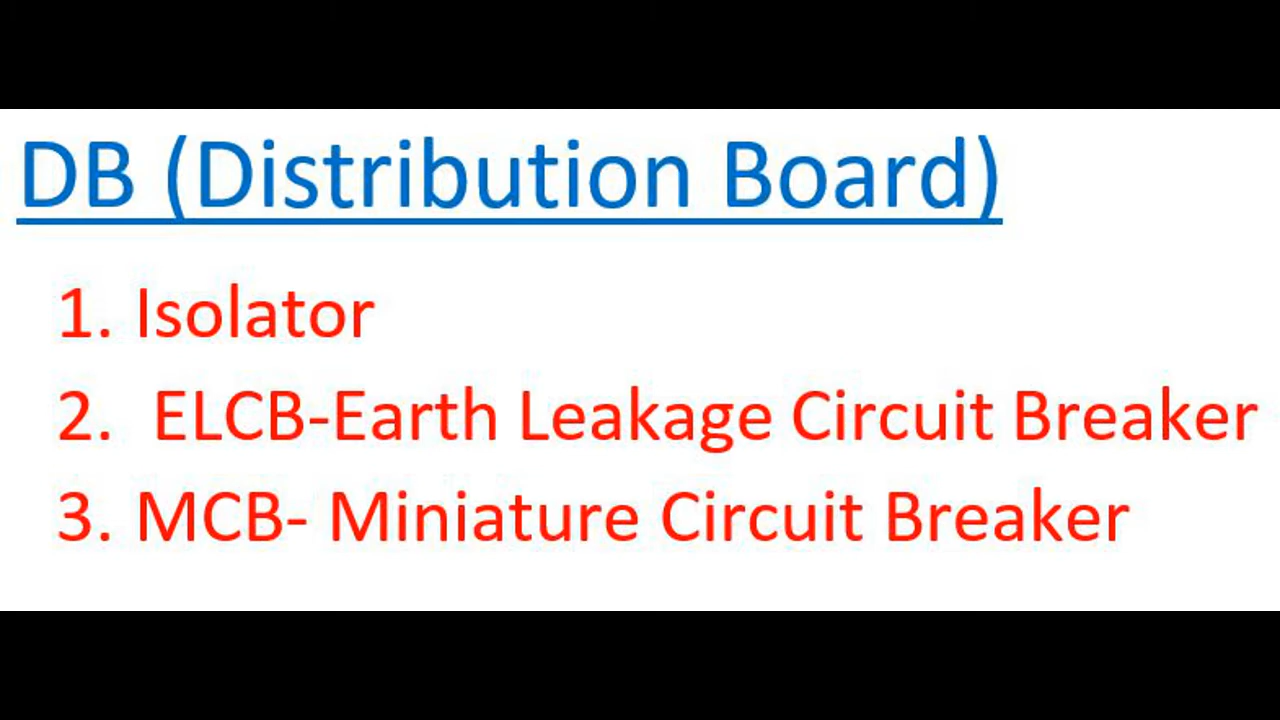 DB (Distribution Board)
1. Isolator
2. ELCB-Earth Leakage Circuit Breaker
3. MCB- Miniature Circuit Breaker